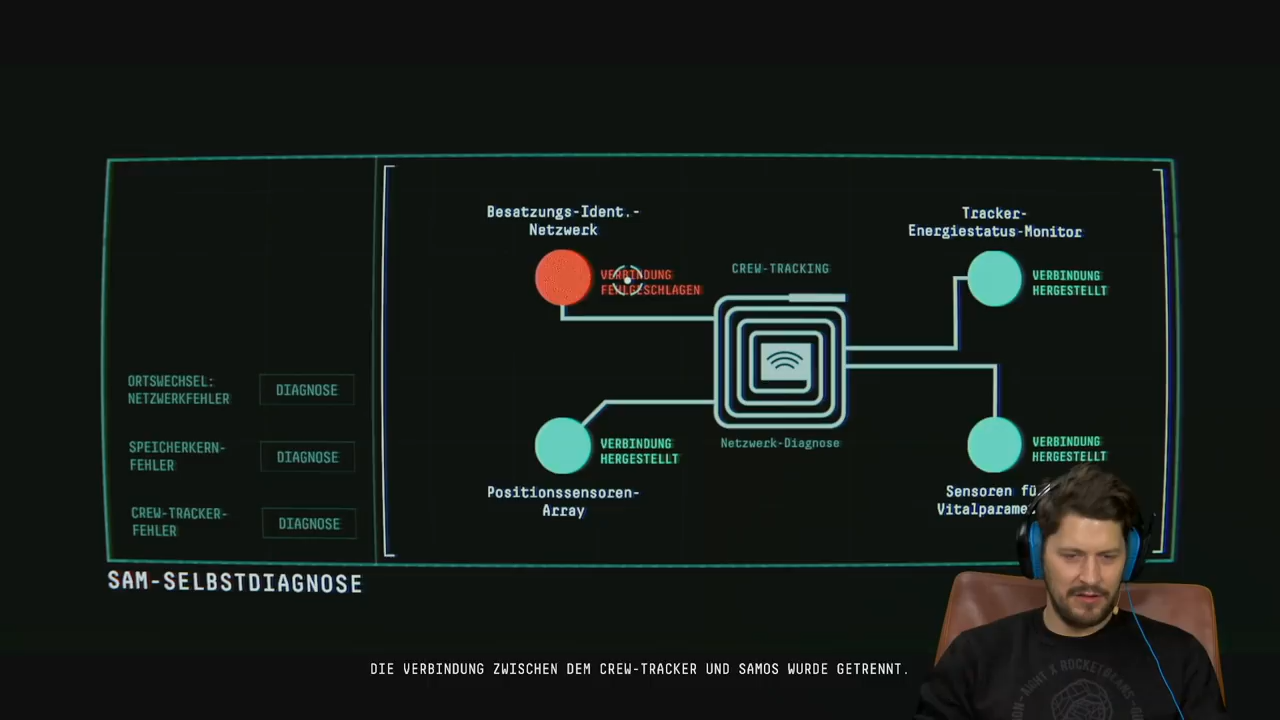 Besatzungs-Ident.-
Netzwerk
VERBINDUNG
FEHLGESCHLAGEN
CREW-TRACKING
Tracker-
Energiestatus-Monitor
VERBINDUNG
HERGESTELLT
ORTSWECHSEL:
NETZWERKFEHLER
DIAGNOSE
SPEICHERKERN-
FEHLER
DIAGNOSE
CREW-TRACKER-
FEHLER
DIAGNOSE
VERBINDUNG
HERGESTELLT
Positionssensoren-
Array
Netzwerk-Diagnose
VERBINDUNG
HERGESTELLT
Sensoren
SAM-SELBSTDIAGNOSE
DIE VERBINDUNG ZWISCHEN DEM CREW-TRACKER UND SAMOS WURDE GETRENNT.
X ROCKETBEANS